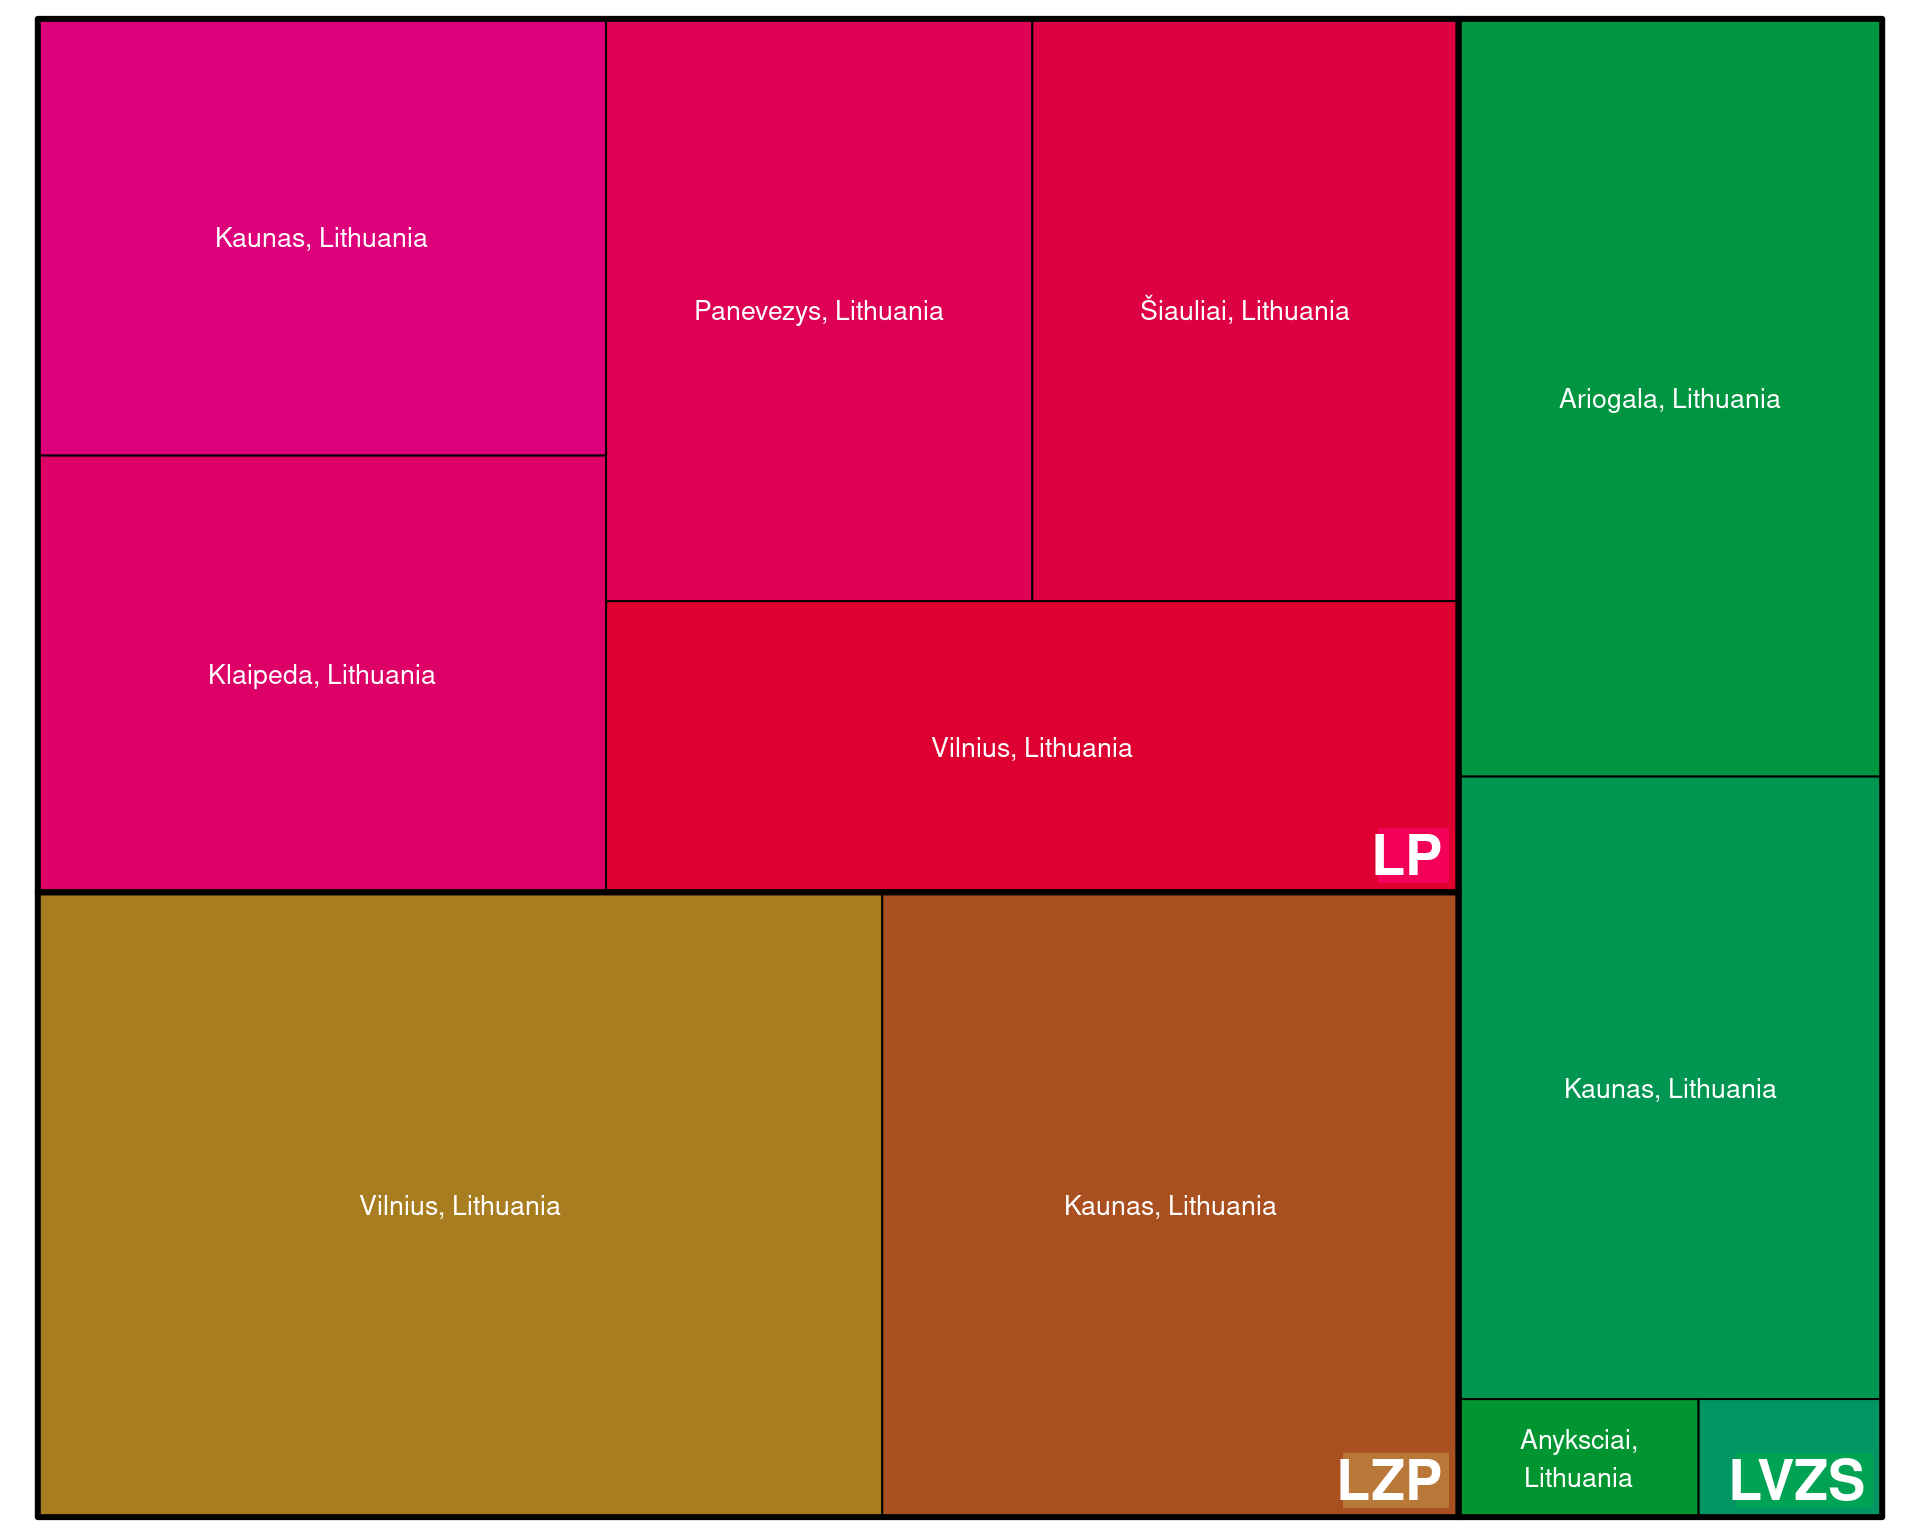 Kaunas, Lithuania
Panevezys, Lithuania
Šiauliai, Lithuania
Ariogala, Lithuania
Klaipeda, Lithuania
Vilnius, Lithuania
LP
Kaunas, Lithuania
Vilnius, Lithuania
Kaunas, Lithuania
LZP
Anyksciai,
Lithuania
LVZS